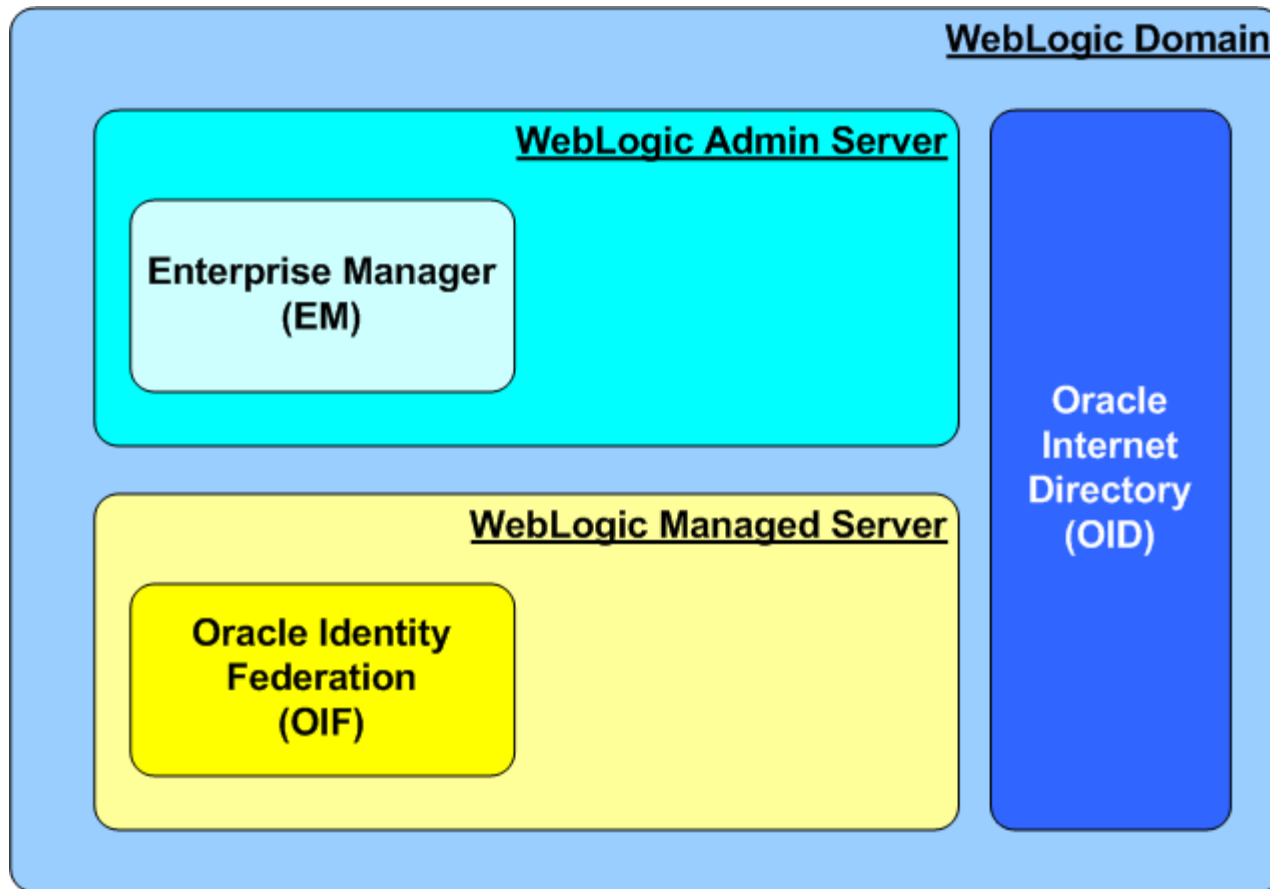 WebLogic Domain
WebLogic Admin Server
Enterprise Manager
(EM)
WebLogic Managed Server
Oracle Identity
Federation
(OIF)
Oracle
Internet
Directory
(OID)